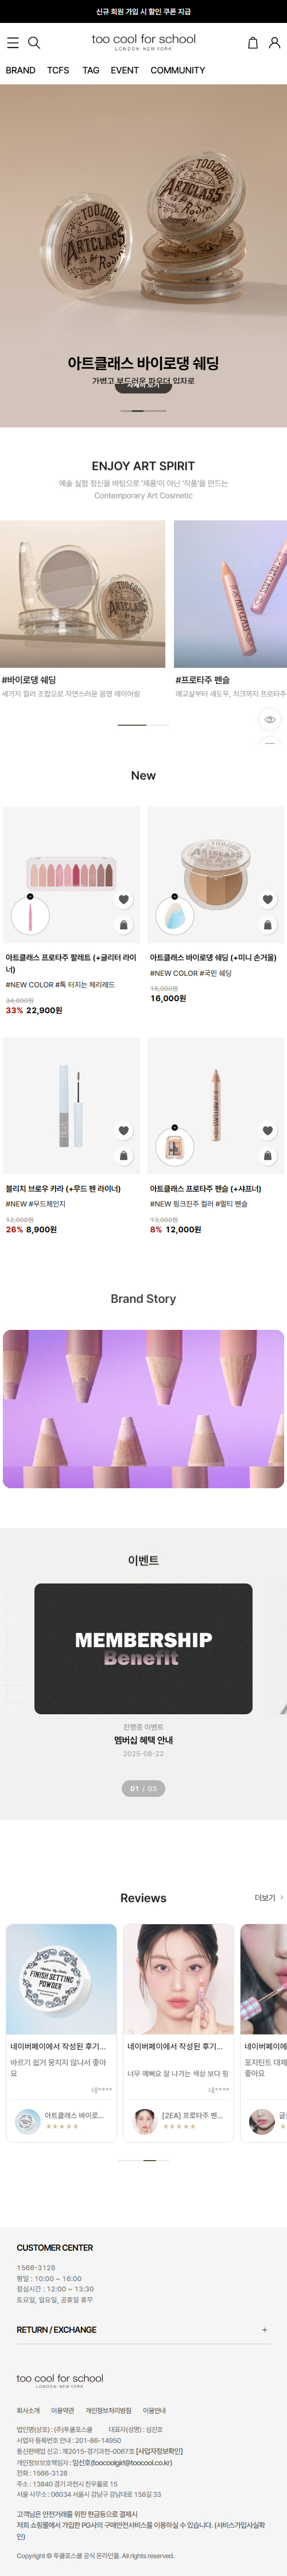 신규 회원 가입 시 할인 쿠폰 지급
too cool for school
LONDON·NEW YORK
BRAND TCFS TAG EVENT COMMUNITY
TOOCOOL
ARTCLASS
아트클래스 바이로댕 쉐딩
가볍고 부드러운 파우더 입자로
자세히 보기
ENJOY ART SPIRIT
예술 실험 정신을 바탕으로 '제품'이 아닌 '작품'을 만드는
Contemporary Art Cosmetic
#바이로댕 쉐딩
세가지 컬러 조합으로 자연스러운 음영 레이어링
#프로타주 펜슬
애교살부터 섀도우, 치크까지 프로타주
New
아트클래스 프로타주 팔레트 (+글리터 라이
너)
#NEW COLOR #톡 터지는 체리레드
34,000원
33% 22,900원
아트클래스 바이로댕 쉐딩 (+미니 손거울)
#NEW COLOR #국민 쉐딩
16,000원
16,000원
블리치 브로우 카라 (+무드 펜 라이너)
#NEW #무드체인지
12,000원
26% 8,900원
아트클래스 프로타주 펜슬 (+샤프너)
#NEW 핑크진주 컬러 #멀티 펜슬
13,000원
8% 12,000원
Brand Story
이벤트
MEMBERSHIP
Benefit
진행중 이벤트
멤버십 혜택 안내
2025-08-22
01 / 03
Reviews
더보기
FINISH SETTING
POWDER
네이버페이에서 작성된 후기...
바르기 쉽거 뭉치지 않나서 좋아
요
네****
아트클래스 바이로...
★★★★★
네이버페이에서 작성된 후기...
너무 예뻐요 잘 나가는 색상 보다 핑
네****
[2EA] 프로타주 펜...
★★★★★
네이버페
포지틴트 대체
좋아요
글
CUSTOMER CENTER
1566-3128
평일 : 10:00 ~ 16:00
점심시간 : 12:00 ~ 13:30
토요일, 일요일, 공휴일 휴무
RETURN / EXCHANGE
too cool for school
LONDON·NEW YORK
회사소개 이용약관 개인정보처리방침 이용안내
법인명(상호) : (주)투쿨포스쿨 대표자(성명) : 심진호
사업자 등록번호 안내 : 201-86-14950
통신판매업 신고 : 제2015-경기과천-0067호 [사업자정보확인]
개인정보보호책임자 : 임선호(toocoolgirl@toocool.co.kr)
전화 : 1566-3128
주소 : 13840 경기 과천시 찬우물로 15
서울 사무소 : 06034 서울시 강남구 강남대로 158길 33
고객님은 안전거래를 위한 현금등으로 결제시
저희 쇼핑몰에서 가입한 PG사의 구매안전서비스를 이용하실 수 있습니다. (서비스가입사실확
인)
Copyright © 투쿨포스쿨 공식 온라인몰. All rights reserved.